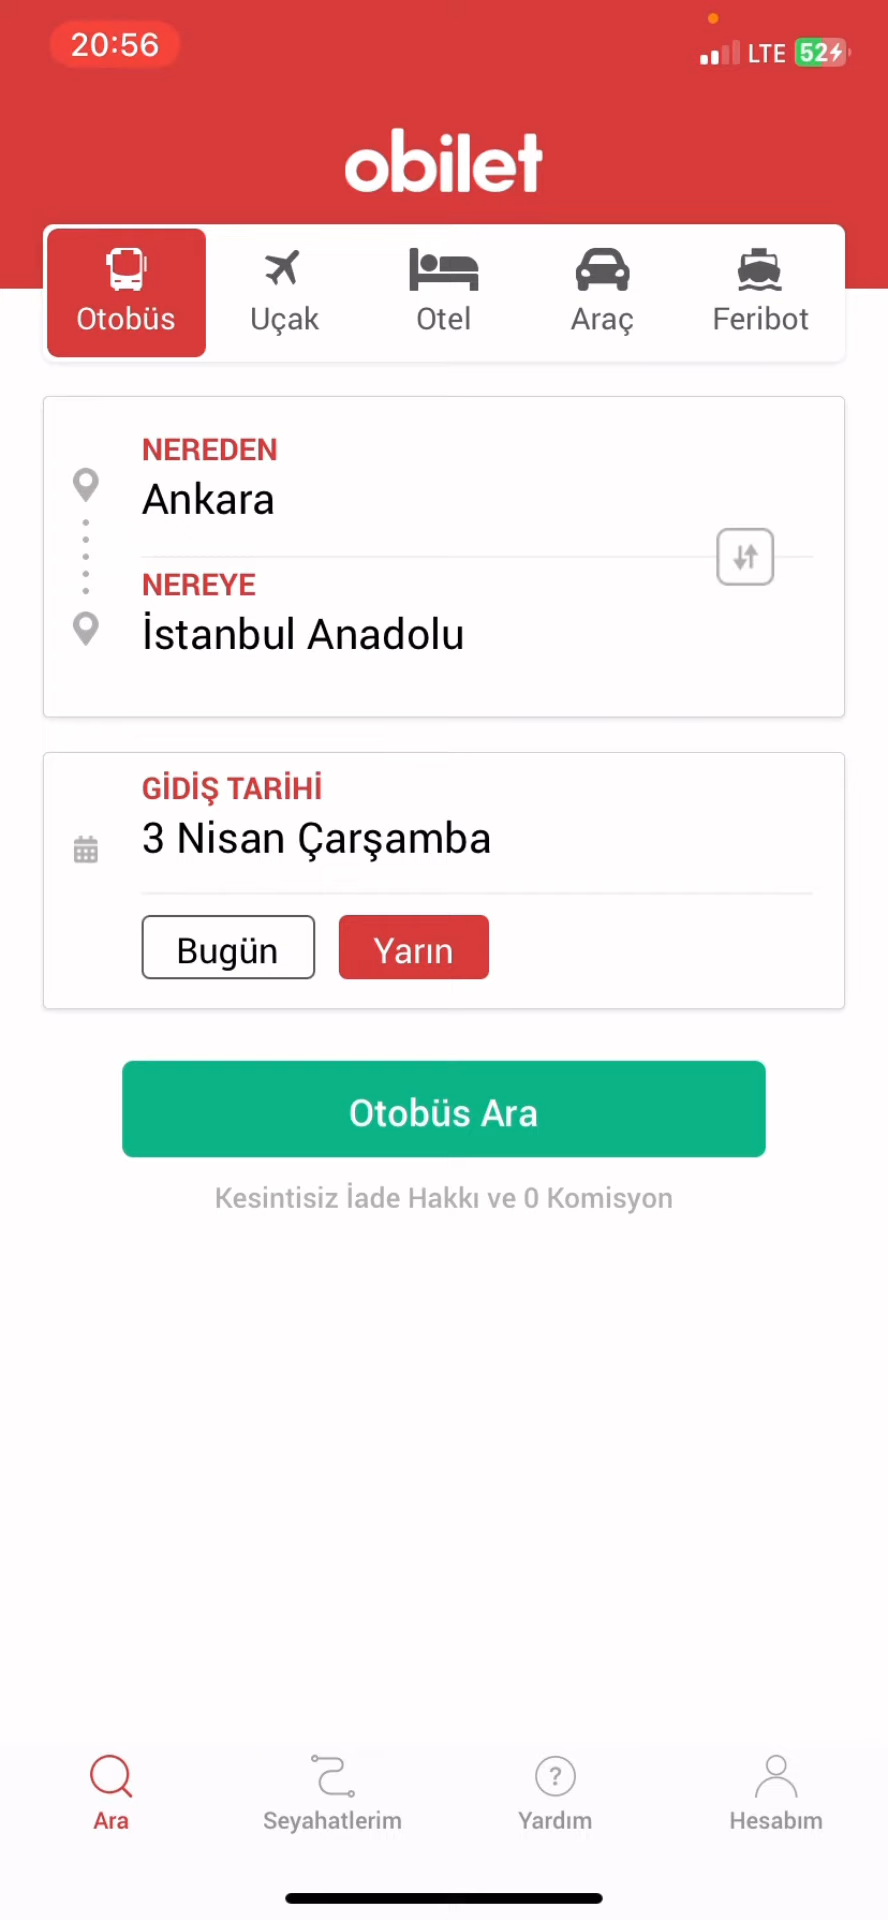 20:56
LTE 52
obilet
Otobüs
Uçak
Otel
Araç
Feribot
NEREDEN
Ankara
NEREYE
İstanbul Anadolu
GİDİŞ TARİHİ
3 Nisan Çarşamba
Bugün
Yarın
Otobüs Ara
Kesintisiz İade Hakkı ve 0 Komisyon
Ara
Seyahatlerim
Yardım
Hesabım